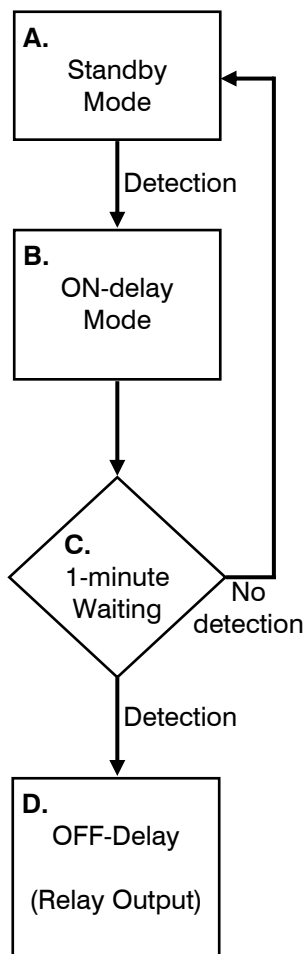 A.
Standby
Mode
Detection
B.
ON-delay
Mode
C.
1-minute
Waiting
No
detection
Detection
D.
OFF-Delay
(Relay Output)